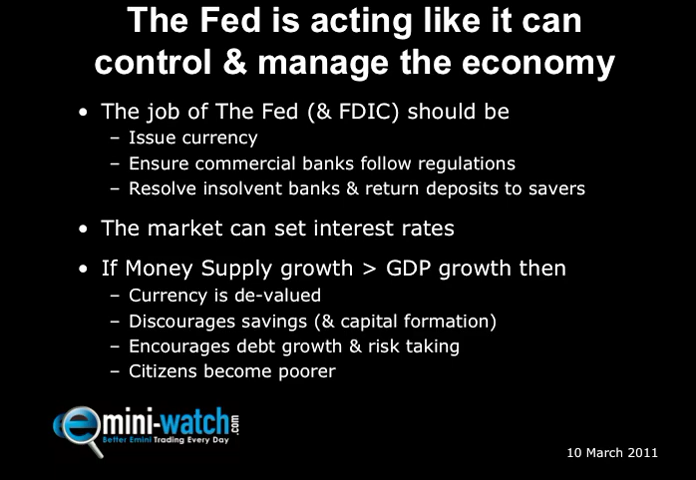 The Fed is acting like it can
control & manage the economy
• The job of The Fed (& FDIC) should be
– Issue currency
– Ensure commercial banks follow regulations
– Resolve insolvent banks & return deposits to savers
• The market can set interest rates
• If Money Supply growth > GDP growth then
– Currency is de-valued
– Discourages savings (& capital formation)
– Encourages debt growth & risk taking
– Citizens become poorer
emini-watch.com
Better Emini Trading Every Day
10 March 2011